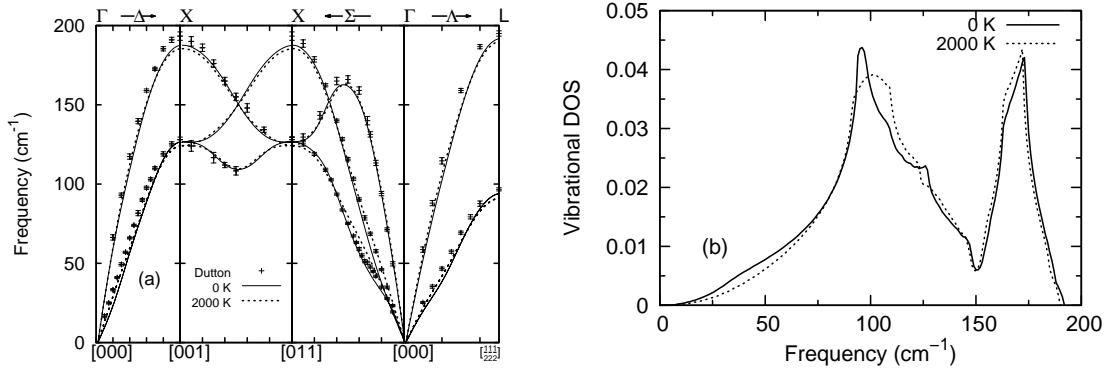 Γ —Δ→ X X ←Σ— Γ —Λ→ L
200
150
100
50
0
Frequency (cm⁻¹)
(a)
Dutton
0 K
2000 K
[000] [001] [011] [000] [½½½]
0.05
0.04
0.03
0.02
0.01
0
Vibrational DOS
0 K
2000 K
(b)
0 50 100 150 200
Frequency (cm⁻¹)